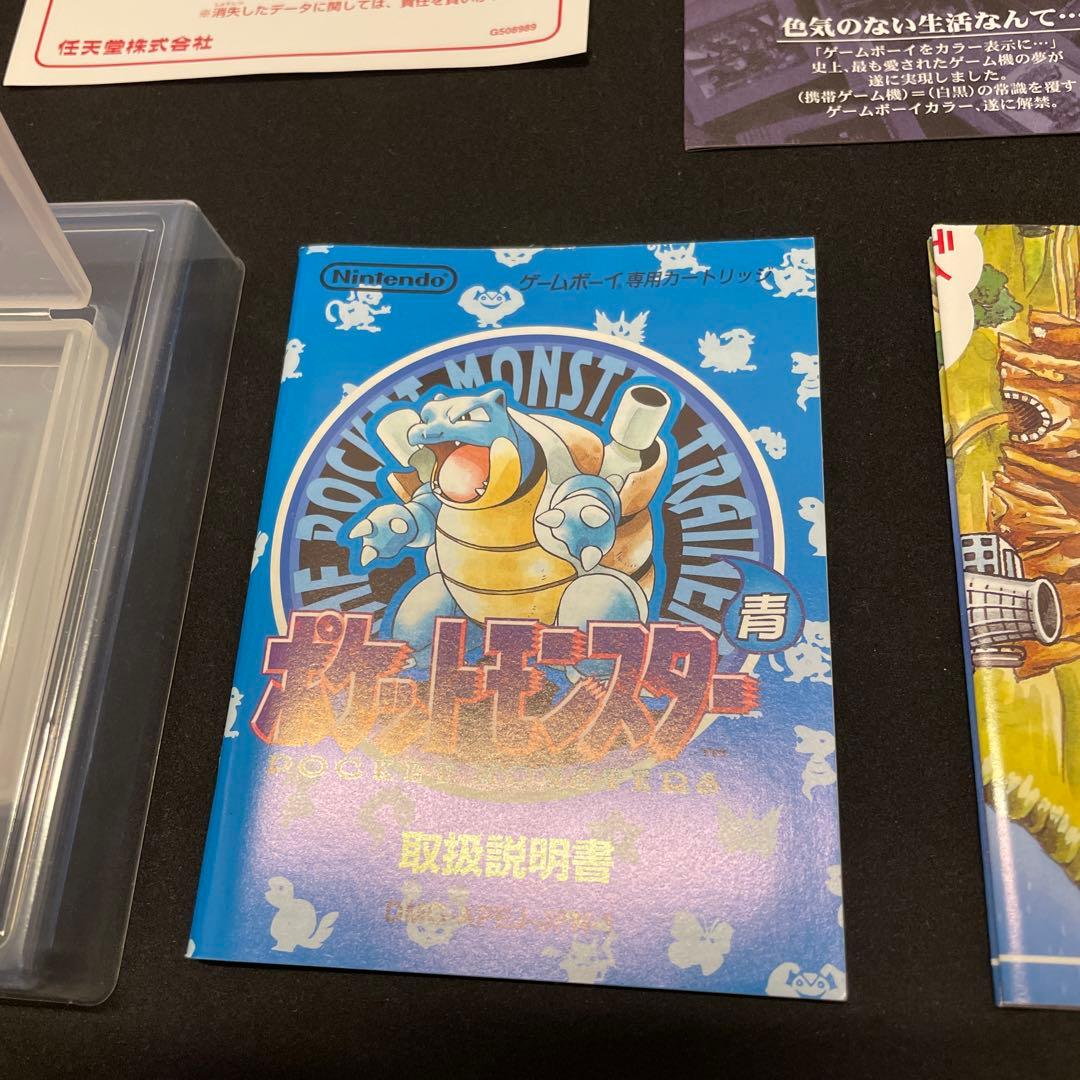 ※消失したデータに関しては、責任を負いかね
任天堂株式会社
G508989
色気のない生活なんて…
「ゲームボーイをカラー表示に…」
史上、最も愛されたゲーム機の夢が
遂に実現しました。
(携帯ゲーム機)=(白黒)の常識を覆す
ゲームボーイカラー、遂に解禁。
Nintendo
ゲームボーイ専用カートリッジ
POCKET MONSTE TRAINER
青
ポケットモンスター
POCKET MONSTERS
取扱説明書